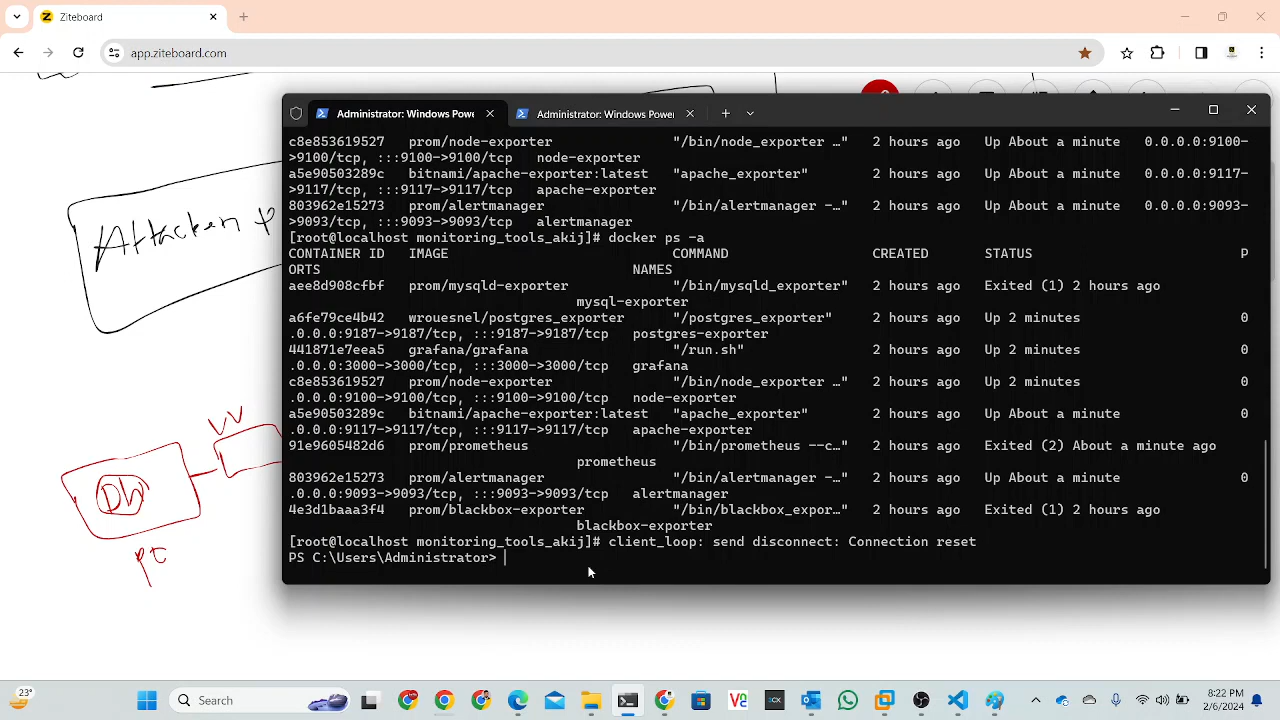 Ziteboard
app.ziteboard.com
Administrator: Windows Powe
Administrator: Windows Power
c8e853619527   prom/node-exporter               "/bin/node_exporter …"   2 hours ago   Up About a minute   0.0.0.0:9100-
>9100/tcp, :::9100->9100/tcp   node-exporter
a5e90503289c   bitnami/apache-exporter:latest   "apache_exporter"        2 hours ago   Up About a minute   0.0.0.0:9117-
>9117/tcp, :::9117->9117/tcp   apache-exporter
803962e15273   prom/alertmanager                "/bin/alertmanager -…"   2 hours ago   Up About a minute   0.0.0.0:9093-
>9093/tcp, :::9093->9093/tcp   alertmanager
[root@localhost monitoring_tools_akij]# docker ps -a
CONTAINER ID   IMAGE                            COMMAND                  CREATED       STATUS                          P
ORTS                                       NAMES
aee8d908cfbf   prom/mysqld-exporter             "/bin/mysqld_exporter"   2 hours ago   Exited (1) 2 hours ago
mysql-exporter
a6fe79ce4b42   wrouesnel/postgres_exporter      "/postgres_exporter"     2 hours ago   Up 2 minutes                    0
.0.0.0:9187->9187/tcp, :::9187->9187/tcp   postgres-exporter
441871e7eea5   grafana/grafana                  "/run.sh"                2 hours ago   Up 2 minutes                    0
.0.0.0:3000->3000/tcp, :::3000->3000/tcp   grafana
c8e853619527   prom/node-exporter               "/bin/node_exporter …"   2 hours ago   Up 2 minutes                    0
.0.0.0:9100->9100/tcp, :::9100->9100/tcp   node-exporter
a5e90503289c   bitnami/apache-exporter:latest   "apache_exporter"        2 hours ago   Up About a minute               0
.0.0.0:9117->9117/tcp, :::9117->9117/tcp   apache-exporter
91e9605482d6   prom/prometheus                  "/bin/prometheus --c…"   2 hours ago   Exited (2) About a minute ago
prometheus
803962e15273   prom/alertmanager                "/bin/alertmanager -…"   2 hours ago   Up About a minute               0
.0.0.0:9093->9093/tcp, :::9093->9093/tcp   alertmanager
4e3d1baaa3f4   prom/blackbox-exporter           "/bin/blackbox_expor…"   2 hours ago   Exited (1) 2 hours ago
blackbox-exporter
[root@localhost monitoring_tools_akij]# client_loop: send disconnect: Connection reset
PS C:\Users\Administrator>
Attacker
VV
Dh
PC
23°
Search
8:22 PM
2/6/2024